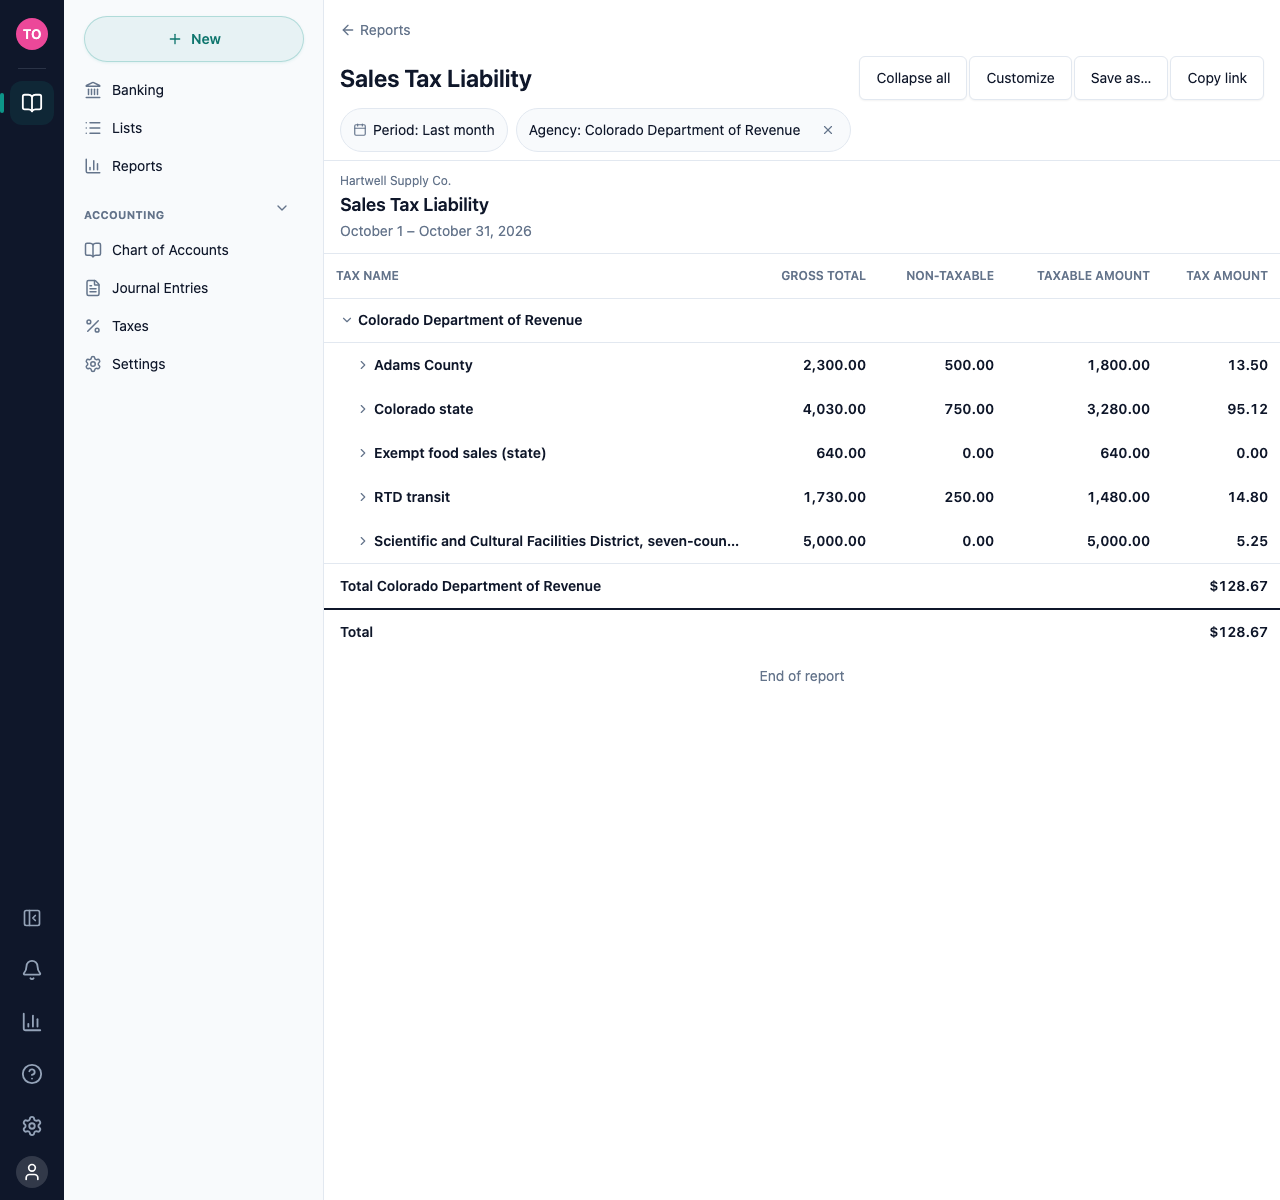 TO
New
Banking
Lists
Reports
ACCOUNTING
Chart of Accounts
Journal Entries
Taxes
Settings
Reports
Sales Tax Liability
Collapse all
Customize
Save as...
Copy link
Period: Last month
Agency: Colorado Department of Revenue
Hartwell Supply Co.
Sales Tax Liability
October 1 – October 31, 2026
TAX NAME GROSS TOTAL NON-TAXABLE TAXABLE AMOUNT TAX AMOUNT
Colorado Department of Revenue
Adams County 2,300.00 500.00 1,800.00 13.50
Colorado state 4,030.00 750.00 3,280.00 95.12
Exempt food sales (state) 640.00 0.00 640.00 0.00
RTD transit 1,730.00 250.00 1,480.00 14.80
Scientific and Cultural Facilities District, seven-coun... 5,000.00 0.00 5,000.00 5.25
Total Colorado Department of Revenue $128.67
Total $128.67
End of report